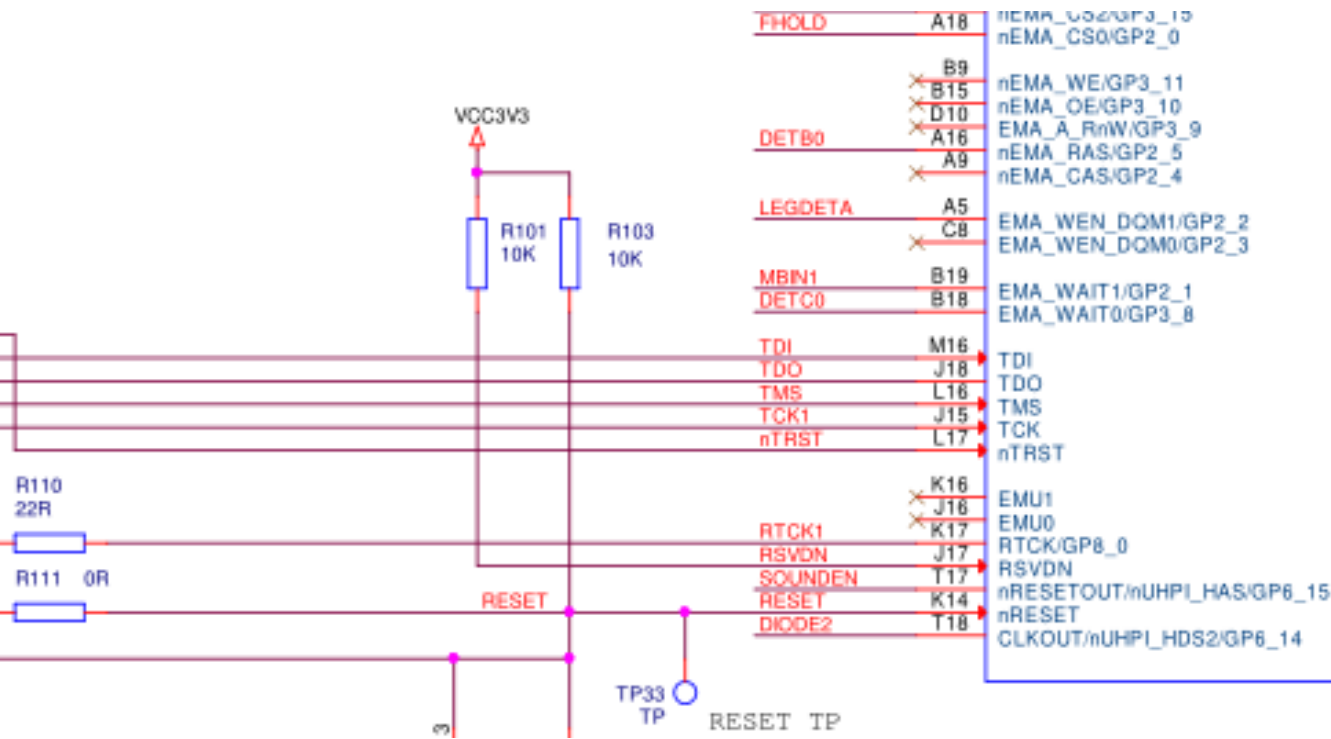 nEMA_CS2/GP3_15
FHOLD A18 nEMA_CS0/GP2_0
B9 nEMA_WE/GP3_11
B15 nEMA_OE/GP3_10
D10 EMA_A_RnW/GP3_9
DETB0 A16 nEMA_RAS/GP2_5
A9 nEMA_CAS/GP2_4
VCC3V3
LEGDETA A5 EMA_WEN_DQM1/GP2_2
C8 EMA_WEN_DQM0/GP2_3
R101
10K
R103
10K
MBIN1 B19 EMA_WAIT1/GP2_1
DETC0 B18 EMA_WAIT0/GP3_8
TDI M16 TDI
TDO J18 TDO
TMS L16 TMS
TCK1 J15 TCK
nTRST L17 nTRST
R110
22R
K16 EMU1
J16 EMU0
RTCK1 K17 RTCK/GP8_0
RSVDN J17 RSVDN
R111 0R
SOUNDEN T17 nRESETOUT/nUHPI_HAS/GP6_15
RESET
RESET K14 nRESET
DIODE2 T18 CLKOUT/nUHPI_HDS2/GP6_14
TP33
TP
RESET TP
3